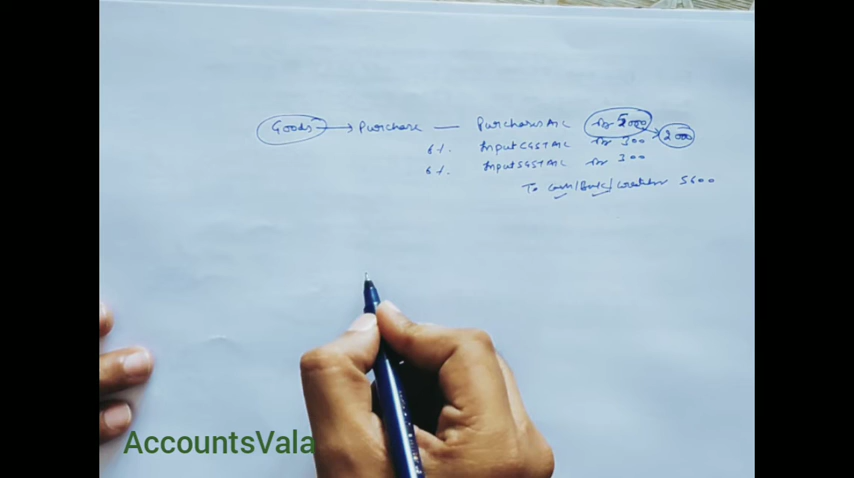 Goods → Purchase — Purchases A/c Dr 5000 → 2000
6%. Input CGST A/c Dr 300
6%. Input SGST A/c Dr 300
To Cash/Bank/Creditor 5600
AccountsVala